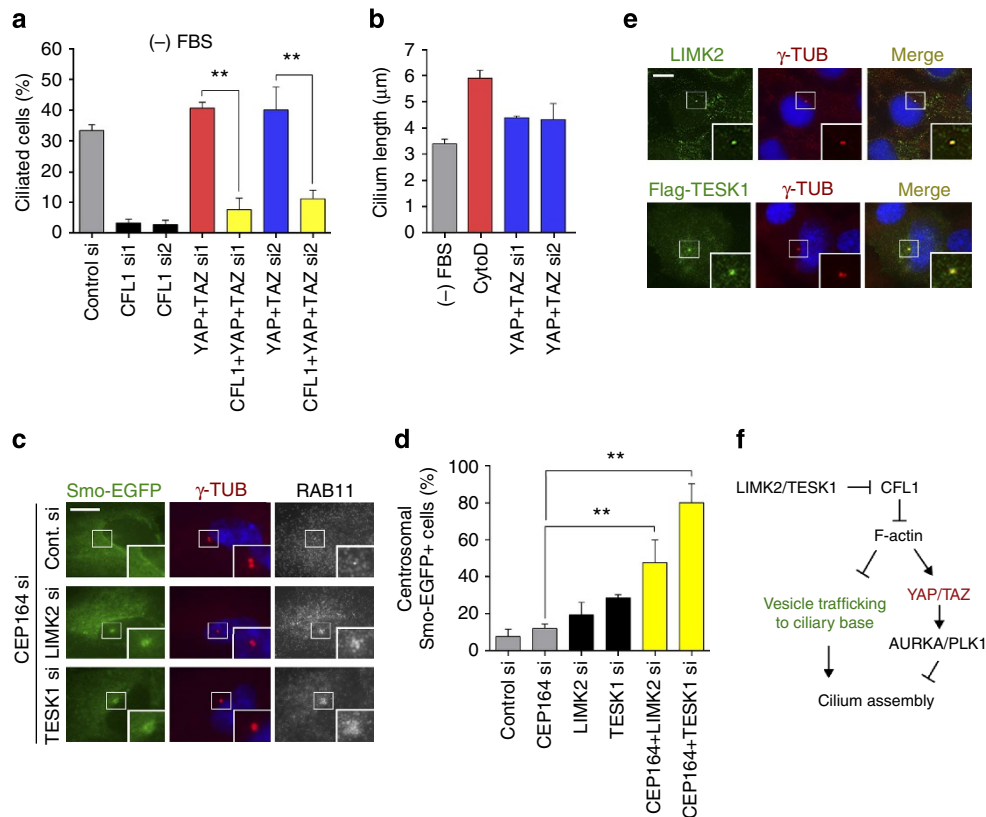 a
(–) FBS
**
**
Ciliated cells (%)
60
50
40
30
20
10
0
Control si
CFL1 si1
CFL1 si2
YAP+TAZ si1
CFL1+YAP+TAZ si1
YAP+TAZ si2
CFL1+YAP+TAZ si2
b
Cilium length (μm)
7
6
5
4
3
2
1
0
(–) FBS
CytoD
YAP+TAZ si1
YAP+TAZ si2
c
Smo-EGFP
γ-TUB
RAB11
CEP164 si
Cont. si
LIMK2 si
TESK1 si
d
Centrosomal
Smo-EGFP+ cells (%)
100
80
60
40
20
0
**
**
Control si
CEP164 si
LIMK2 si
TESK1 si
CEP164+LIMK2 si
CEP164+TESK1 si
e
LIMK2
γ-TUB
Merge
Flag-TESK1
γ-TUB
Merge
f
LIMK2/TESK1
CFL1
F-actin
Vesicle trafficking
to ciliary base
YAP/TAZ
AURKA/PLK1
Cilium assembly